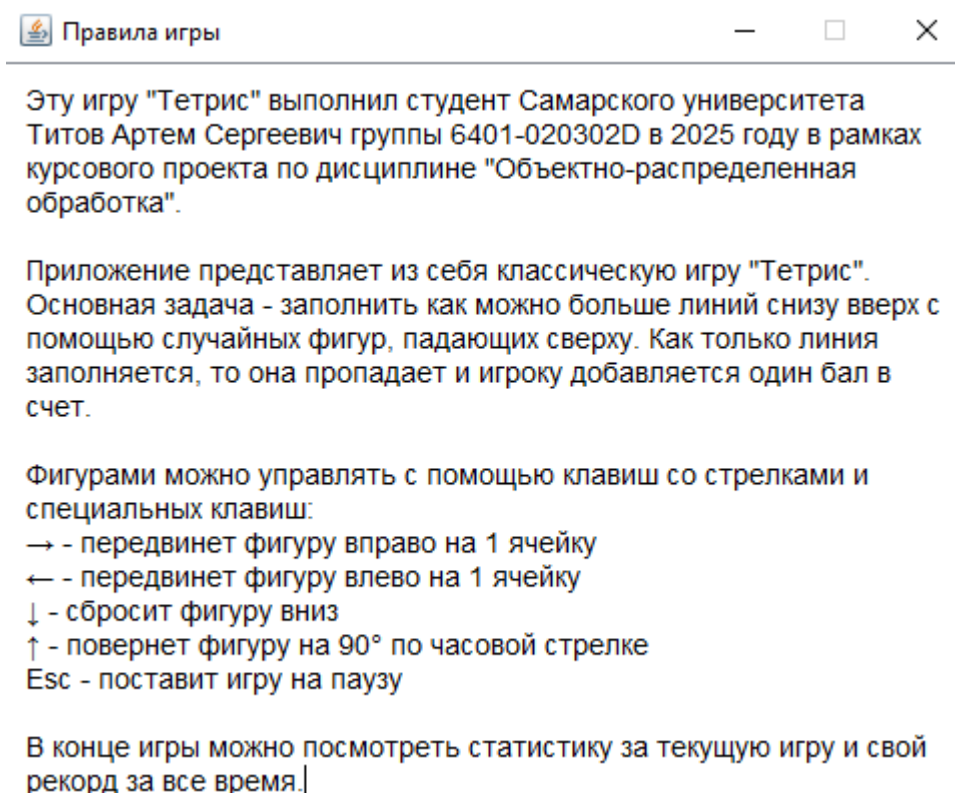 Правила игры
Эту игру "Тетрис" выполнил студент Самарского университета
Титов Артем Сергеевич группы 6401-020302D в 2025 году в рамках
курсового проекта по дисциплине "Объектно-распределенная
обработка".
Приложение представляет из себя классическую игру "Тетрис".
Основная задача - заполнить как можно больше линий снизу вверх с
помощью случайных фигур, падающих сверху. Как только линия
заполняется, то она пропадает и игроку добавляется один бал в
счет.
Фигурами можно управлять с помощью клавиш со стрелками и
специальных клавиш:
→ - передвинет фигуру вправо на 1 ячейку
← - передвинет фигуру влево на 1 ячейку
↓ - сбросит фигуру вниз
↑ - повернет фигуру на 90° по часовой стрелке
Esc - поставит игру на паузу
В конце игры можно посмотреть статистику за текущую игру и свой
рекорд за все время.